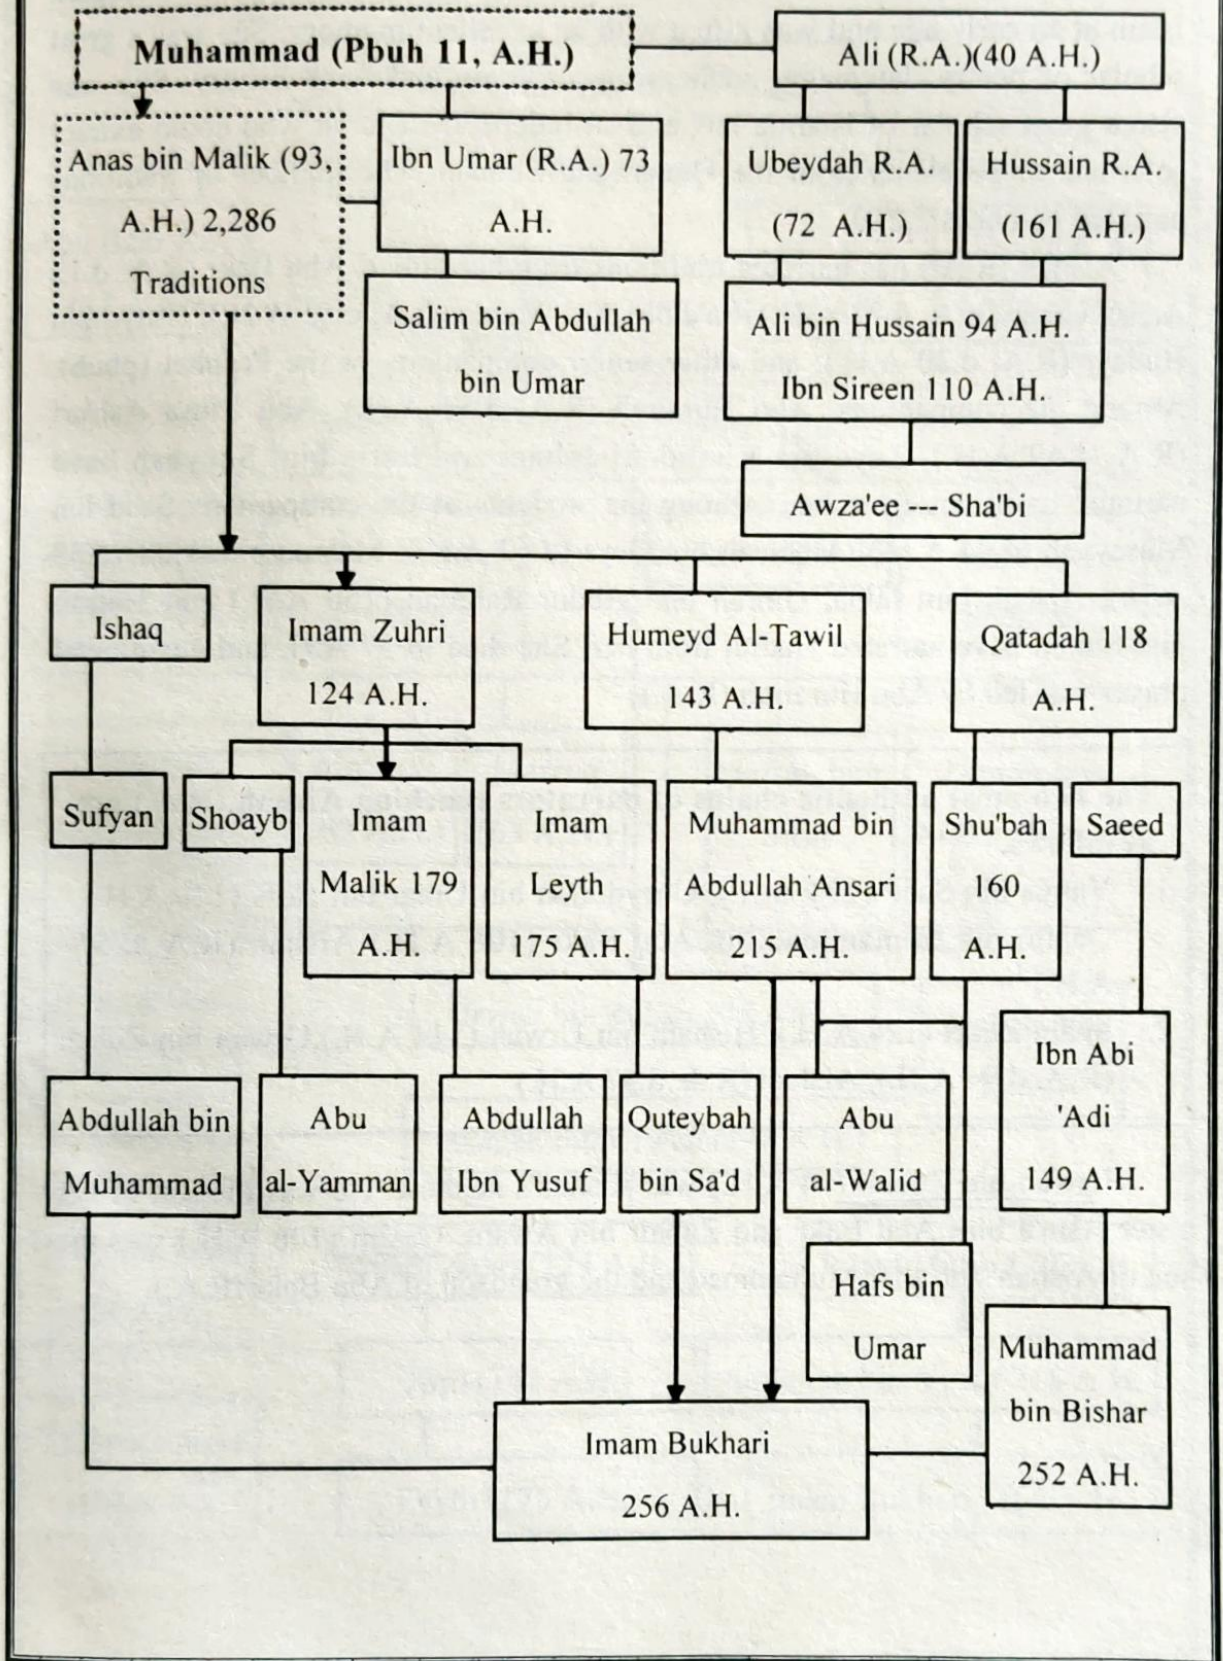 Muhammad (Pbuh 11, A.H.)
Ali (R.A.)(40 A.H.)
Anas bin Malik (93,
A.H.) 2,286
Traditions
Ibn Umar (R.A.) 73
A.H.
Ubeydah R.A.
(72 A.H.)
Hussain R.A.
(161 A.H.)
Salim bin Abdullah
bin Umar
Ali bin Hussain 94 A.H.
Ibn Sireen 110 A.H.
Awza'ee --- Sha'bi
Ishaq
Imam Zuhri
124 A.H.
Humeyd Al-Tawil
143 A.H.
Qatadah 118
A.H.
Sufyan
Shoayb
Imam
Malik 179
A.H.
Imam
Leyth
175 A.H.
Muhammad bin
Abdullah Ansari
215 A.H.
Shu'bah
160
A.H.
Saeed
Abdullah bin
Muhammad
Abu
al-Yamman
Abdullah
Ibn Yusuf
Quteybah
bin Sa'd
Abu
al-Walid
Ibn Abi
'Adi
149 A.H.
Hafs bin
Umar
Muhammad
bin Bishar
252 A.H.
Imam Bukhari
256 A.H.